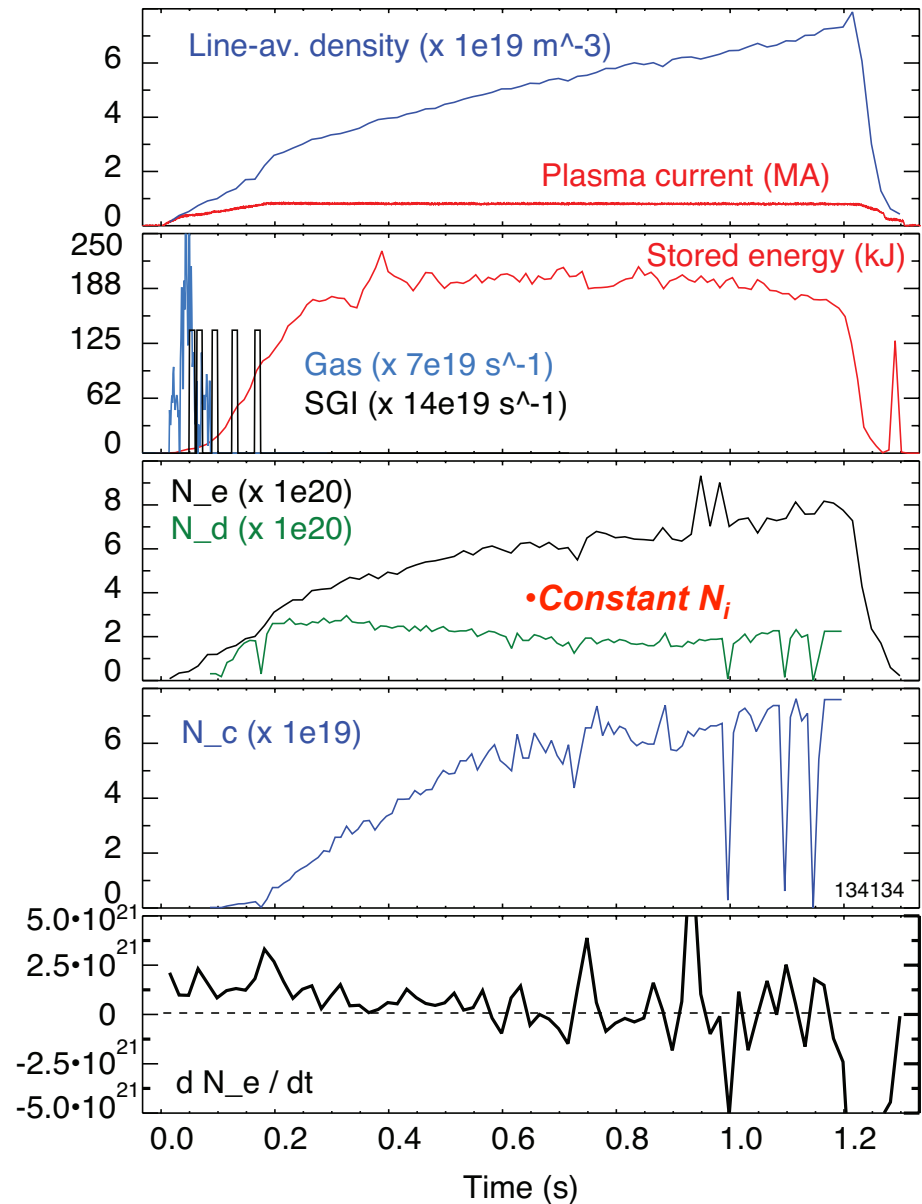 Line-av. density (x 1e19 m^-3)
Plasma current (MA)
6
4
2
0
Stored energy (kJ)
Gas (x 7e19 s^-1)
SGI (x 14e19 s^-1)
250
188
125
62
0
N_e (x 1e20)
N_d (x 1e20)
•Constant Ni
8
6
4
2
0
N_c (x 1e19)
134134
6
4
2
0
5.0•10^21
2.5•10^21
0
-2.5•10^21
-5.0•10^21
d N_e / dt
0.0 0.2 0.4 0.6 0.8 1.0 1.2
Time (s)